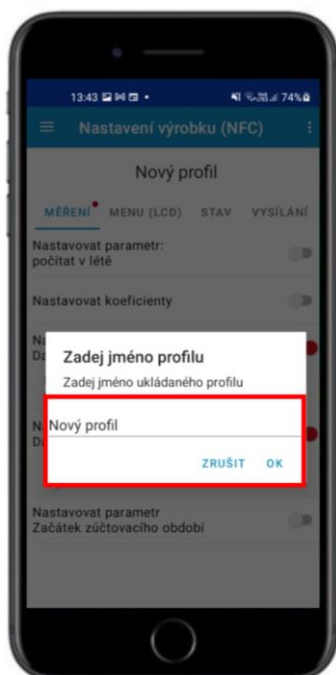 13:43 74%
Nastavení výrobku (NFC)
Nový profil
MĚŘENÍ MENU (LCD) STAV VYSÍLÁNÍ
Nastavovat parametr:
počítat v létě
Nastavovat koeficienty
Zadej jméno profilu
Zadej jméno ukládaného profilu
Nový profil
ZRUŠIT OK
Nastavovat parametr
Začátek zúčtovacího období